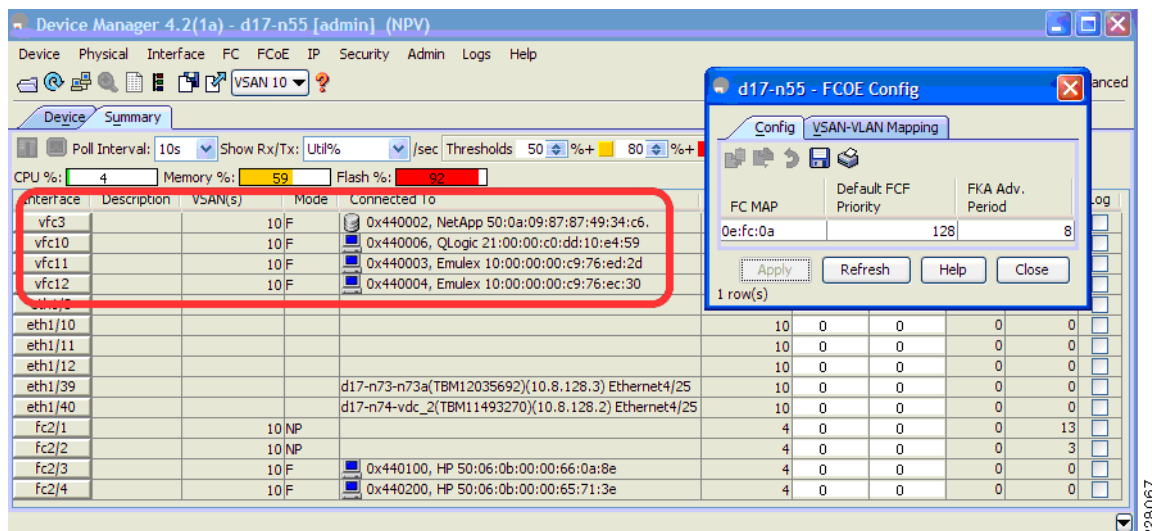 Device Manager 4.2(1a) - d17-n55 [admin] (NPV)
Device Physical Interface FC FCoE IP Security Admin Logs Help
VSAN 10
anced
Device Summary
Poll Interval: 10s Show Rx/Tx: Util% /sec Thresholds 50 %+ 80 %+
CPU %: 4 Memory %: 59 Flash %: 92
Interface Description VSAN(s) Mode Connected To Log
vfc3 10 F 0x440002, NetApp 50:0a:09:87:87:49:34:c6.
vfc10 10 F 0x440006, QLogic 21:00:00:c0:dd:10:e4:59
vfc11 10 F 0x440003, Emulex 10:00:00:00:c9:76:ed:2d
vfc12 10 F 0x440004, Emulex 10:00:00:00:c9:76:ec:30
eth1/10 10 0 0 0 0
eth1/11 10 0 0 0 0
eth1/12 10 0 0 0 0
eth1/39 d17-n73-n73a(TBM12035692)(10.8.128.3) Ethernet4/25 10 0 0 0 0
eth1/40 d17-n74-vdc_2(TBM11493270)(10.8.128.2) Ethernet4/25 10 0 0 0 0
fc2/1 10 NP 4 0 0 0 13
fc2/2 10 NP 4 0 0 0 3
fc2/3 10 F 0x440100, HP 50:06:0b:00:00:66:0a:8e 4 0 0 0 0
fc2/4 10 F 0x440200, HP 50:06:0b:00:00:65:71:3e 4 0 0 0 0
d17-n55 - FCOE Config
Config VSAN-VLAN Mapping
FC MAP Default FCF Priority FKA Adv. Period
0e:fc:0a 128 8
Apply Refresh Help Close
1 row(s)